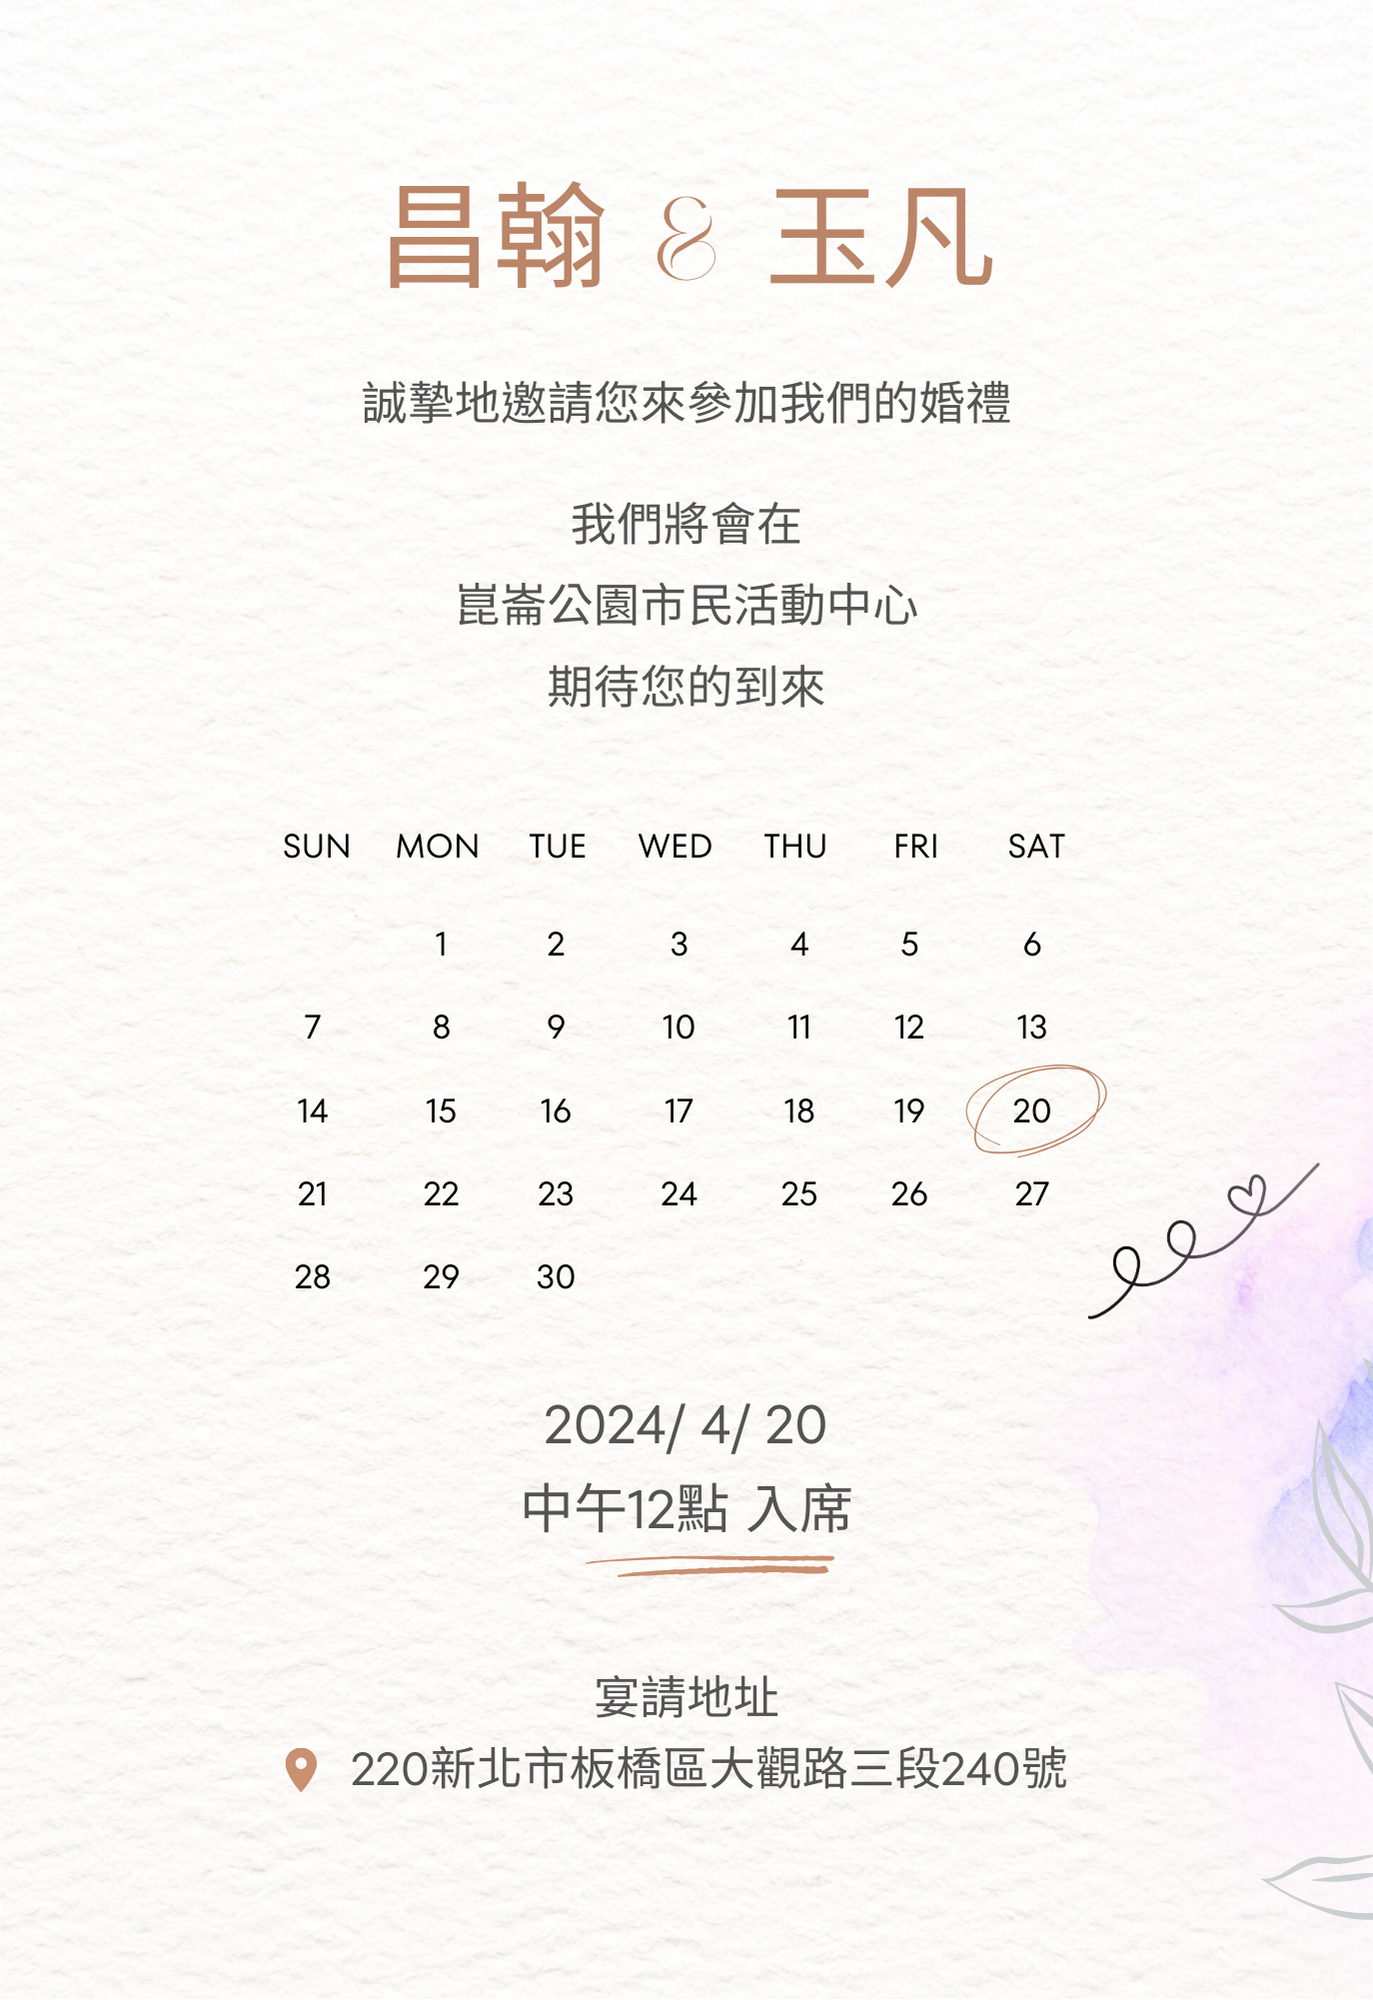 昌翰 & 玉凡
誠摯地邀請您來參加我們的婚禮
我們將會在
崑崙公園市民活動中心
期待您的到來
SUN MON TUE WED THU FRI SAT
1 2 3 4 5 6
7 8 9 10 11 12 13
14 15 16 17 18 19 20
21 22 23 24 25 26 27
28 29 30
2024/ 4/ 20
中午12點 入席
宴請地址
220新北市板橋區大觀路三段240號